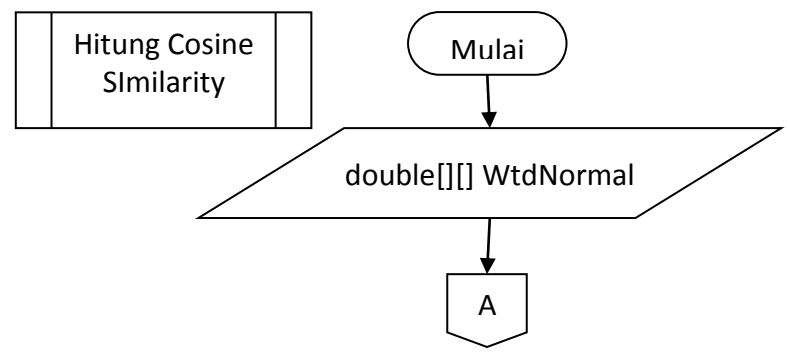 Hitung Cosine
SImilarity
Mulai
double[][] WtdNormal
A